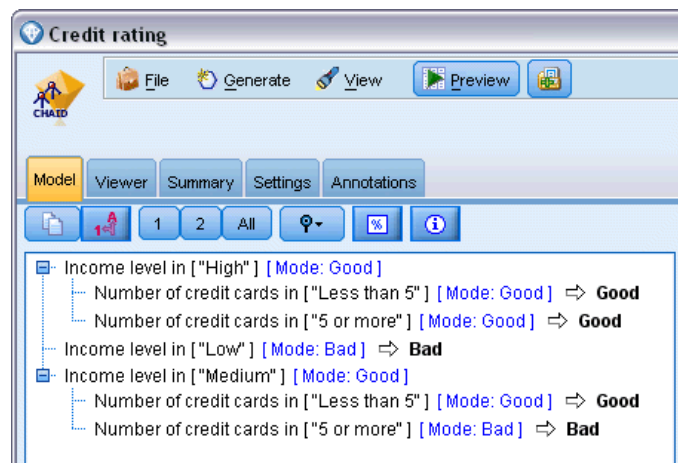 Credit rating
CHAID
File Generate View Preview
Model Viewer Summary Settings Annotations
1 A 1 2 All % i
Income level in ["High"] [Mode: Good]
Number of credit cards in ["Less than 5"] [Mode: Good] ⇨ Good
Number of credit cards in ["5 or more"] [Mode: Good] ⇨ Good
Income level in ["Low"] [Mode: Bad] ⇨ Bad
Income level in ["Medium"] [Mode: Good]
Number of credit cards in ["Less than 5"] [Mode: Good] ⇨ Good
Number of credit cards in ["5 or more"] [Mode: Bad] ⇨ Bad